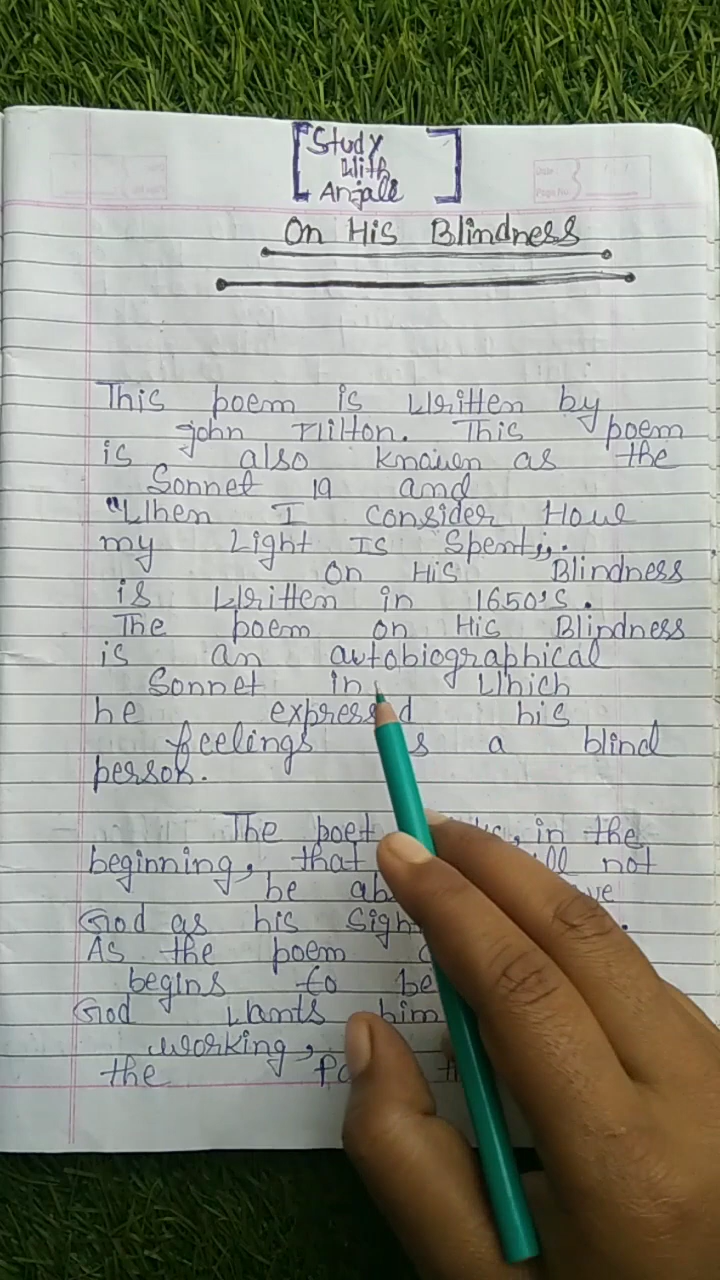 Study
With
Anjali
On His Blindness
This poem is Written by
john Milton. This poem
is also known as the
Sonnet 19 and
"When I consider How
my Light Is Spent".
On His Blindness
is Written in 1650's.
The poem on His Blindness
is an autobiographical
Sonnet in Which
he expressed his
feelings as a blind
person.
The poet in the
beginning, that not
be
God as his
As the poem
begins to be
God wants him
working,
the